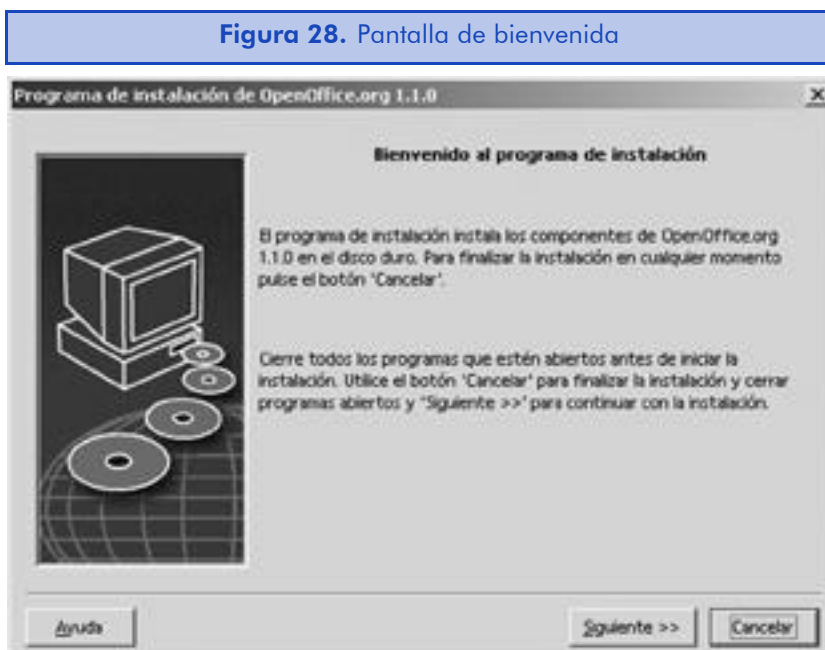 Figura 28. Pantalla de bienvenida
Programa de instalación de OpenOffice.org 1.1.0
Bienvenido al programa de instalación
El programa de instalación instala los componentes de OpenOffice.org
1.1.0 en el disco duro. Para finalizar la instalación en cualquier momento
pulse el botón 'Cancelar'.
Cierre todos los programas que estén abiertos antes de iniciar la
instalación. Utilice el botón 'Cancelar' para finalizar la instalación y cerrar
programas abiertos y 'Siguiente >>' para continuar con la instalación.
Ayuda
Siguiente >>
Cancelar